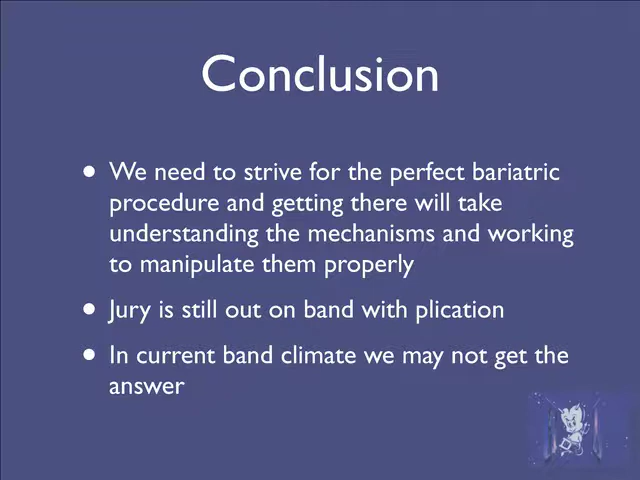 Conclusion
• We need to strive for the perfect bariatric
procedure and getting there will take
understanding the mechanisms and working
to manipulate them properly
• Jury is still out on band with plication
• In current band climate we may not get the
answer